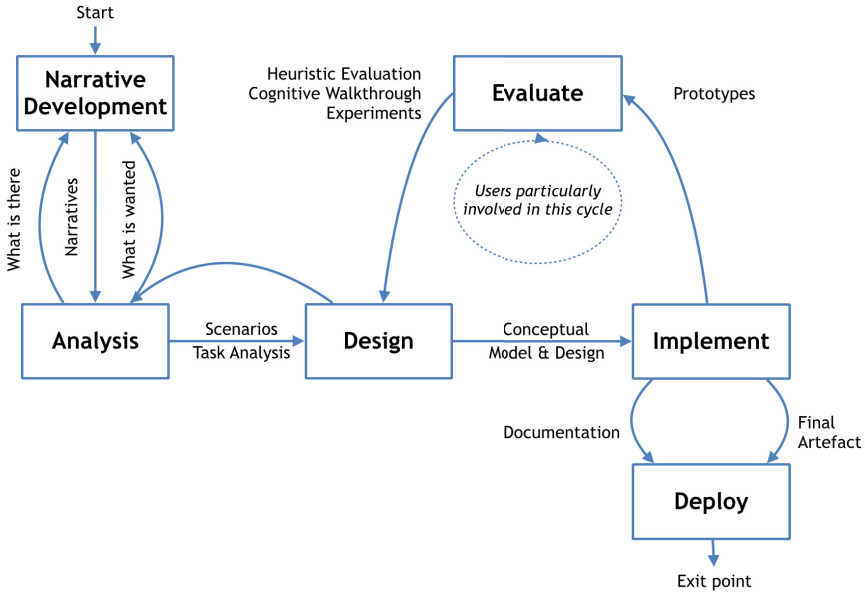 Start
Narrative
Development
What is there
Narratives
What is wanted
Heuristic Evaluation
Cognitive Walkthrough
Experiments
Evaluate
Prototypes
Users particularly
involved in this cycle
Analysis
Scenarios
Task Analysis
Design
Conceptual
Model & Design
Implement
Documentation
Final
Artefact
Deploy
Exit point